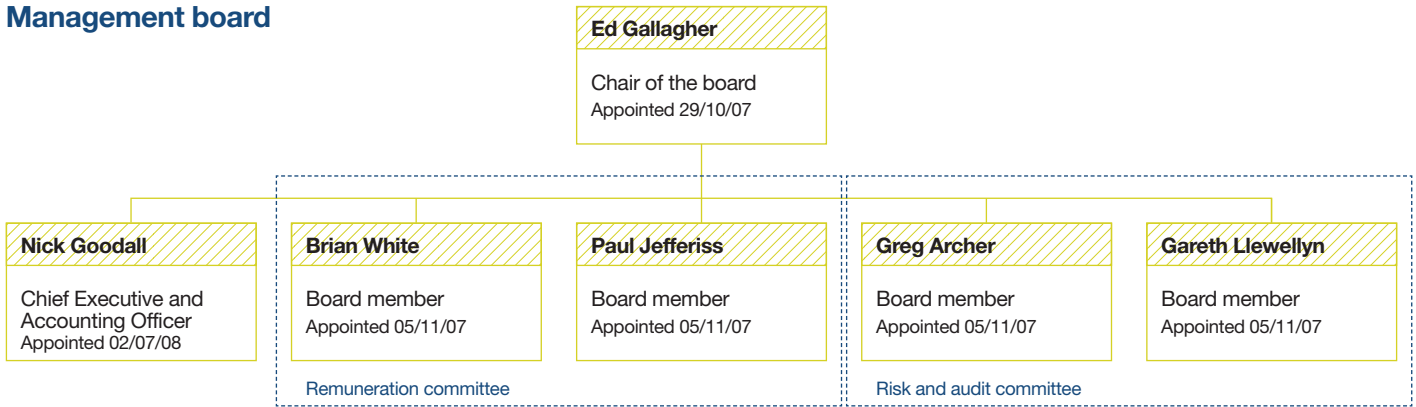 Management board
Ed Gallagher
Chair of the board
Appointed 29/10/07
Nick Goodall
Chief Executive and
Accounting Officer
Appointed 02/07/08
Brian White
Board member
Appointed 05/11/07
Paul Jefferiss
Board member
Appointed 05/11/07
Greg Archer
Board member
Appointed 05/11/07
Gareth Llewellyn
Board member
Appointed 05/11/07
Remuneration committee
Risk and audit committee